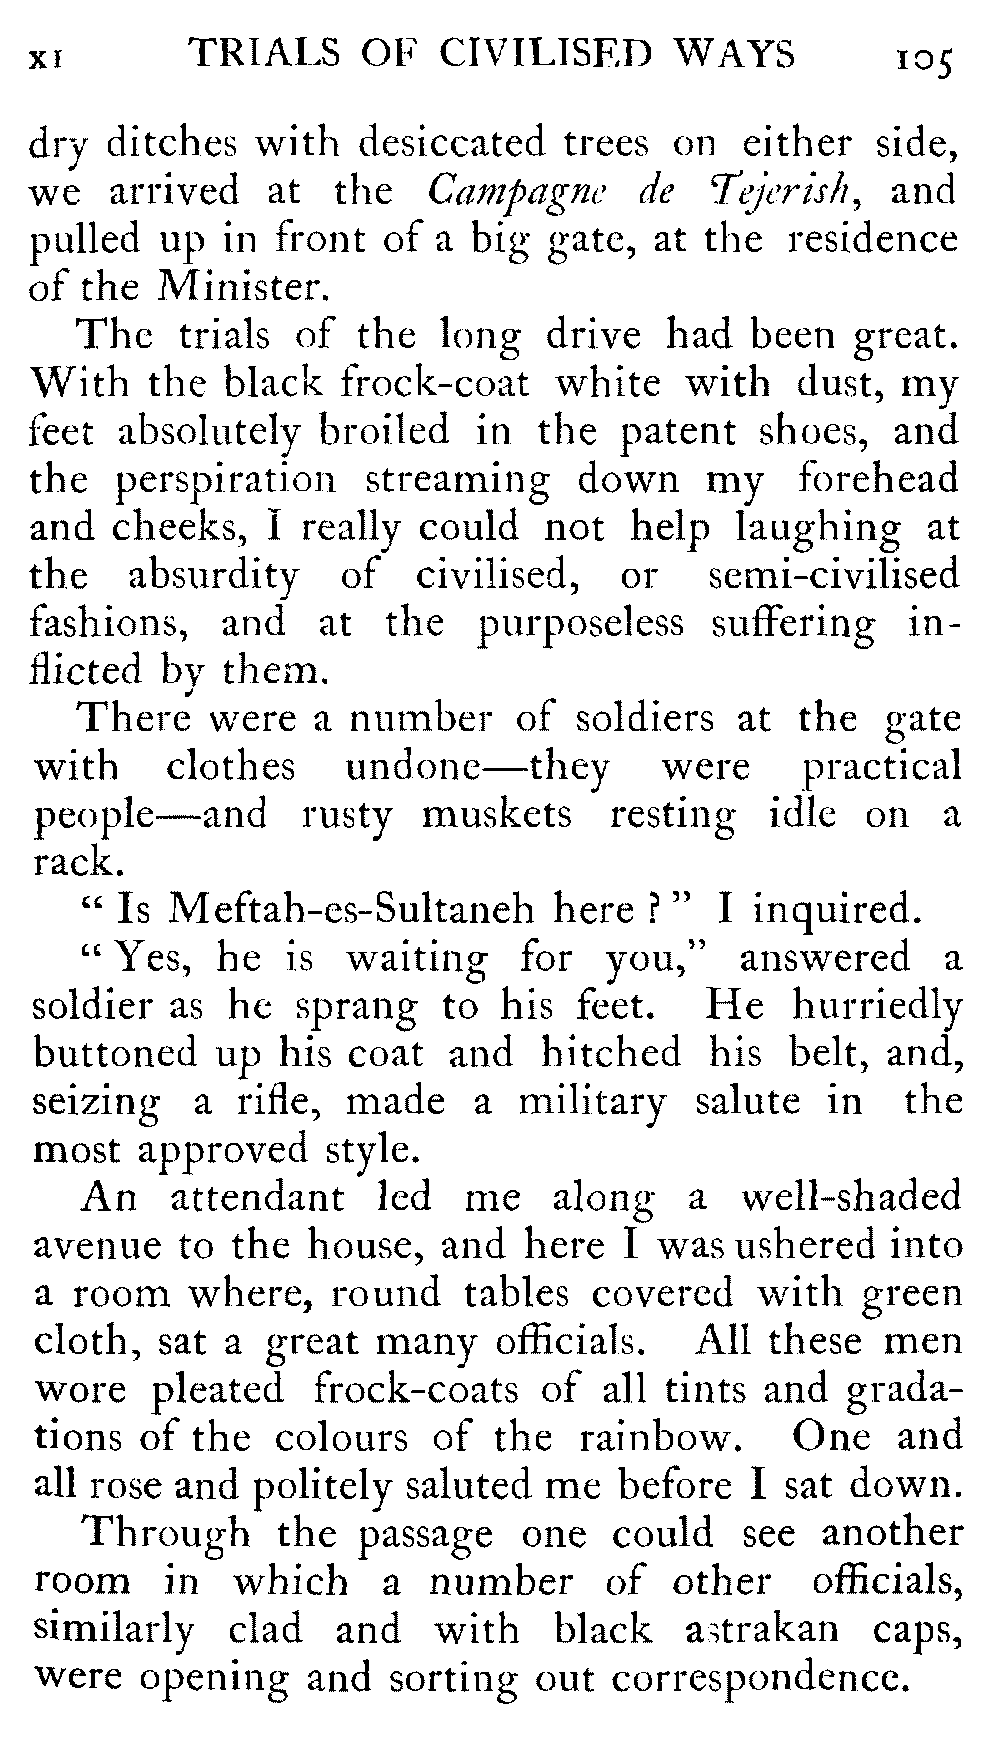 XI TRIALS OF CIVILISED WAYS 105
dry ditches with desiccated trees on either side,
we arrived at the Campagne de Tejerish, and
pulled up in front of a big gate, at the residence
of the Minister.
The trials of the long drive had been great.
With the black frock-coat white with dust, my
feet absolutely broiled in the patent shoes, and
the perspiration streaming down my forehead
and cheeks, I really could not help laughing at
the absurdity of civilised, or semi-civilised
fashions, and at the purposeless suffering in-
flicted by them.
There were a number of soldiers at the gate
with clothes undone—they were practical
people—and rusty muskets resting idle on a
rack.
“ Is Meftah-es-Sultaneh here ? ” I inquired.
“ Yes, he is waiting for you,” answered a
soldier as he sprang to his feet. He hurriedly
buttoned up his coat and hitched his belt, and,
seizing a rifle, made a military salute in the
most approved style.
An attendant led me along a well-shaded
avenue to the house, and here I was ushered into
a room where, round tables covered with green
cloth, sat a great many officials. All these men
wore pleated frock-coats of all tints and grada-
tions of the colours of the rainbow. One and
all rose and politely saluted me before I sat down.
Through the passage one could see another
room in which a number of other officials,
similarly clad and with black astrakan caps,
were opening and sorting out correspondence.